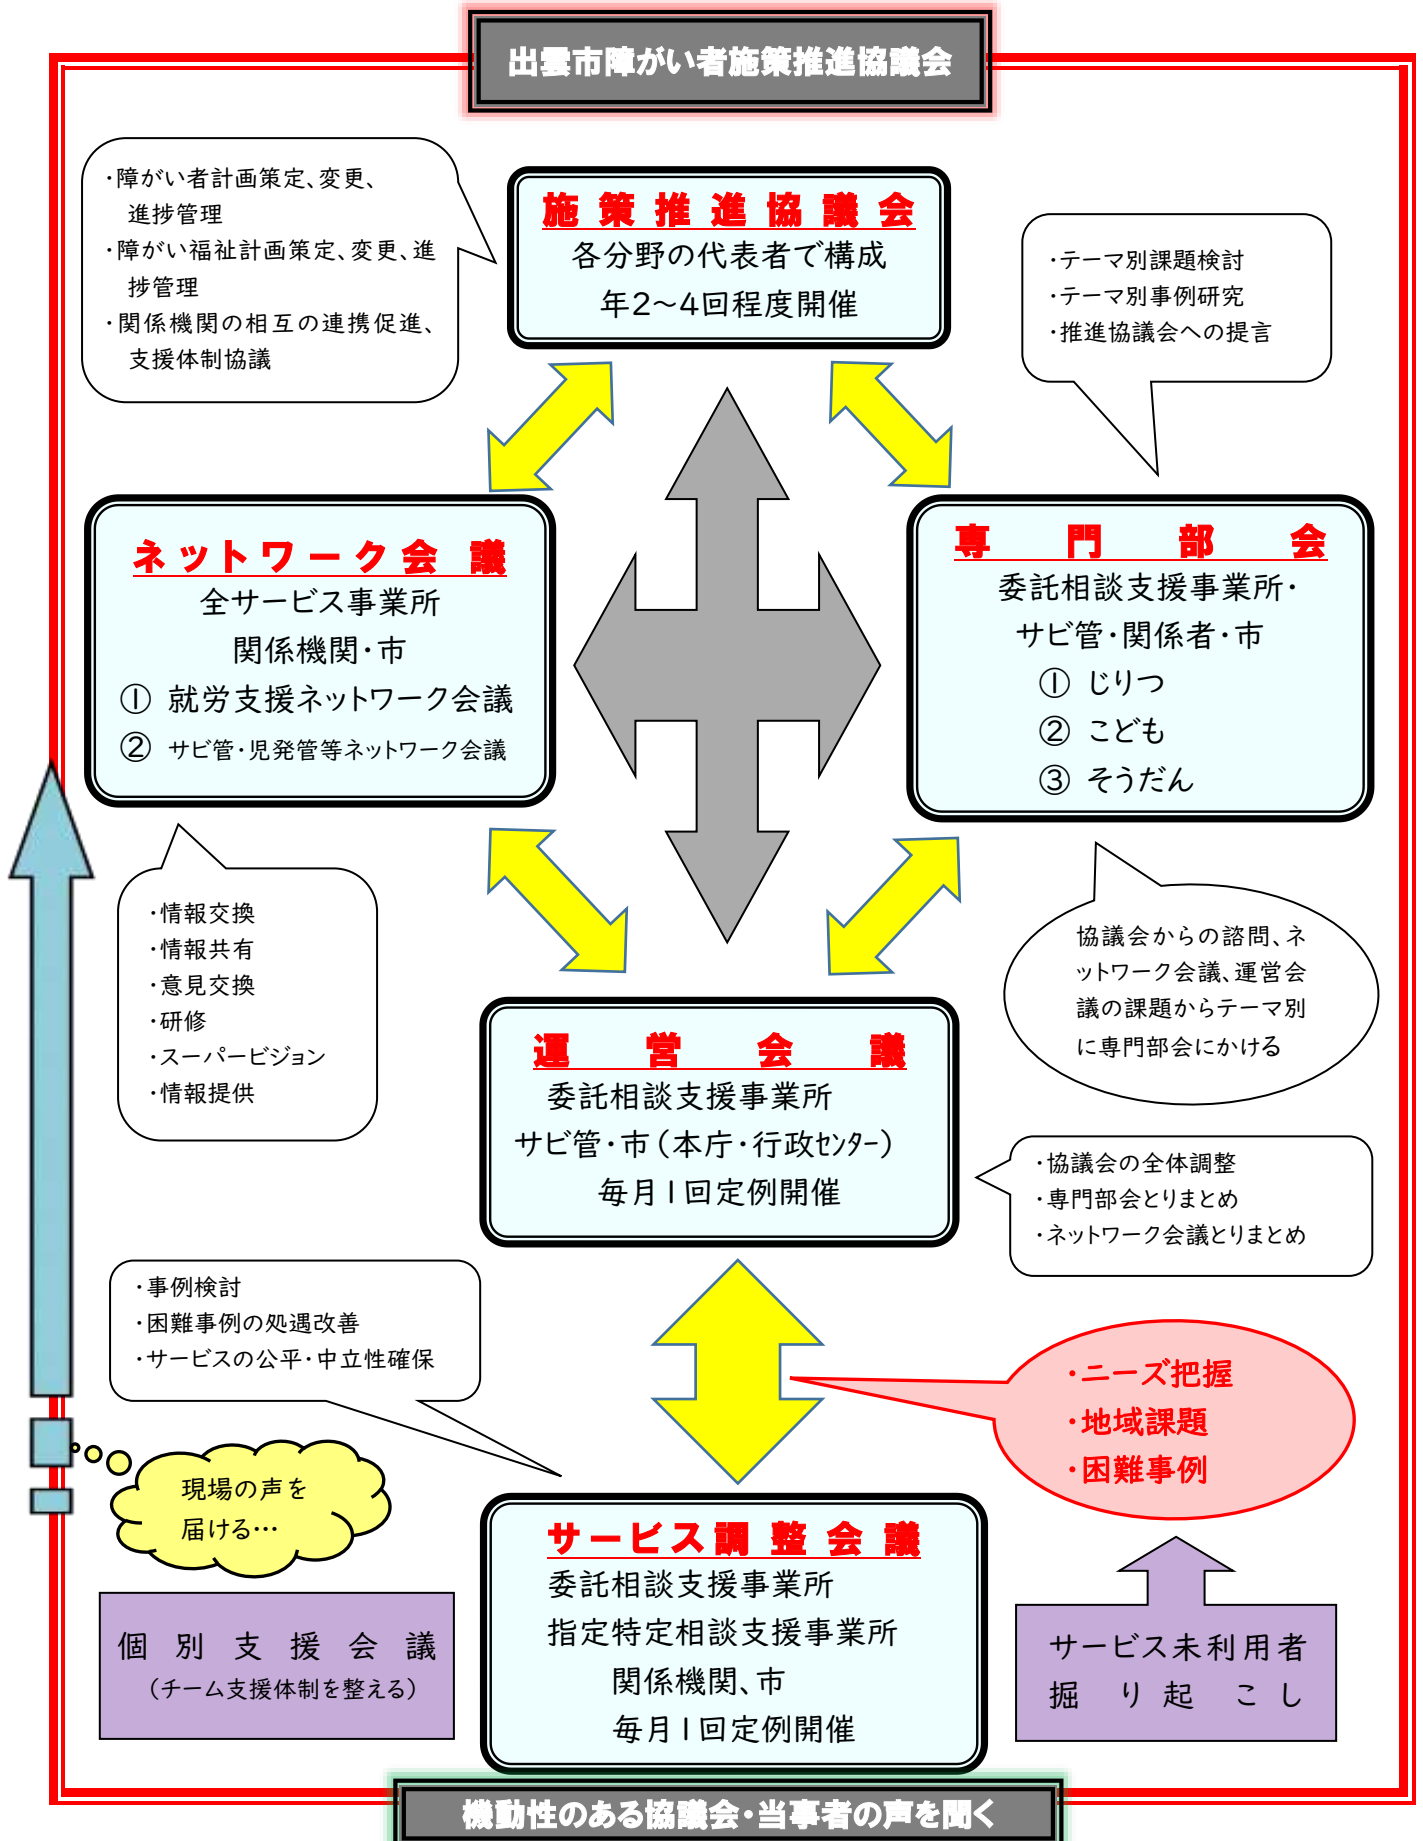 出雲市障がい者施策推進協議会
・障がい者計画策定、変更、
進捗管理
・障がい福祉計画策定、変更、進
捗管理
・関係機関の相互の連携促進、
支援体制協議
施策推進協議会
各分野の代表者で構成
年2～4回程度開催
・テーマ別課題検討
・テーマ別事例研究
・推進協議会への提言
ネットワーク会議
全サービス事業所
関係機関・市
① 就労支援ネットワーク会議
② サビ管・児発管等ネットワーク会議
専門部会
委託相談支援事業所・
サビ管・関係者・市
① じりつ
② こども
③ そうだん
・情報交換
・情報共有
・意見交換
・研修
・スーパービジョン
・情報提供
協議会からの諮問、ネ
ットワーク会議、運営会
議の課題からテーマ別
に専門部会にかける
運営会議
委託相談支援事業所
サビ管・市（本庁・行政センター）
毎月1回定例開催
・協議会の全体調整
・専門部会とりまとめ
・ネットワーク会議とりまとめ
・事例検討
・困難事例の処遇改善
・サービスの公平・中立性確保
・ニーズ把握
・地域課題
・困難事例
現場の声を
届ける…
サービス調整会議
委託相談支援事業所
指定特定相談支援事業所
関係機関、市
毎月1回定例開催
個別支援会議
（チーム支援体制を整える）
サービス未利用者
掘り起こし
機動性のある協議会・当事者の声を聞く